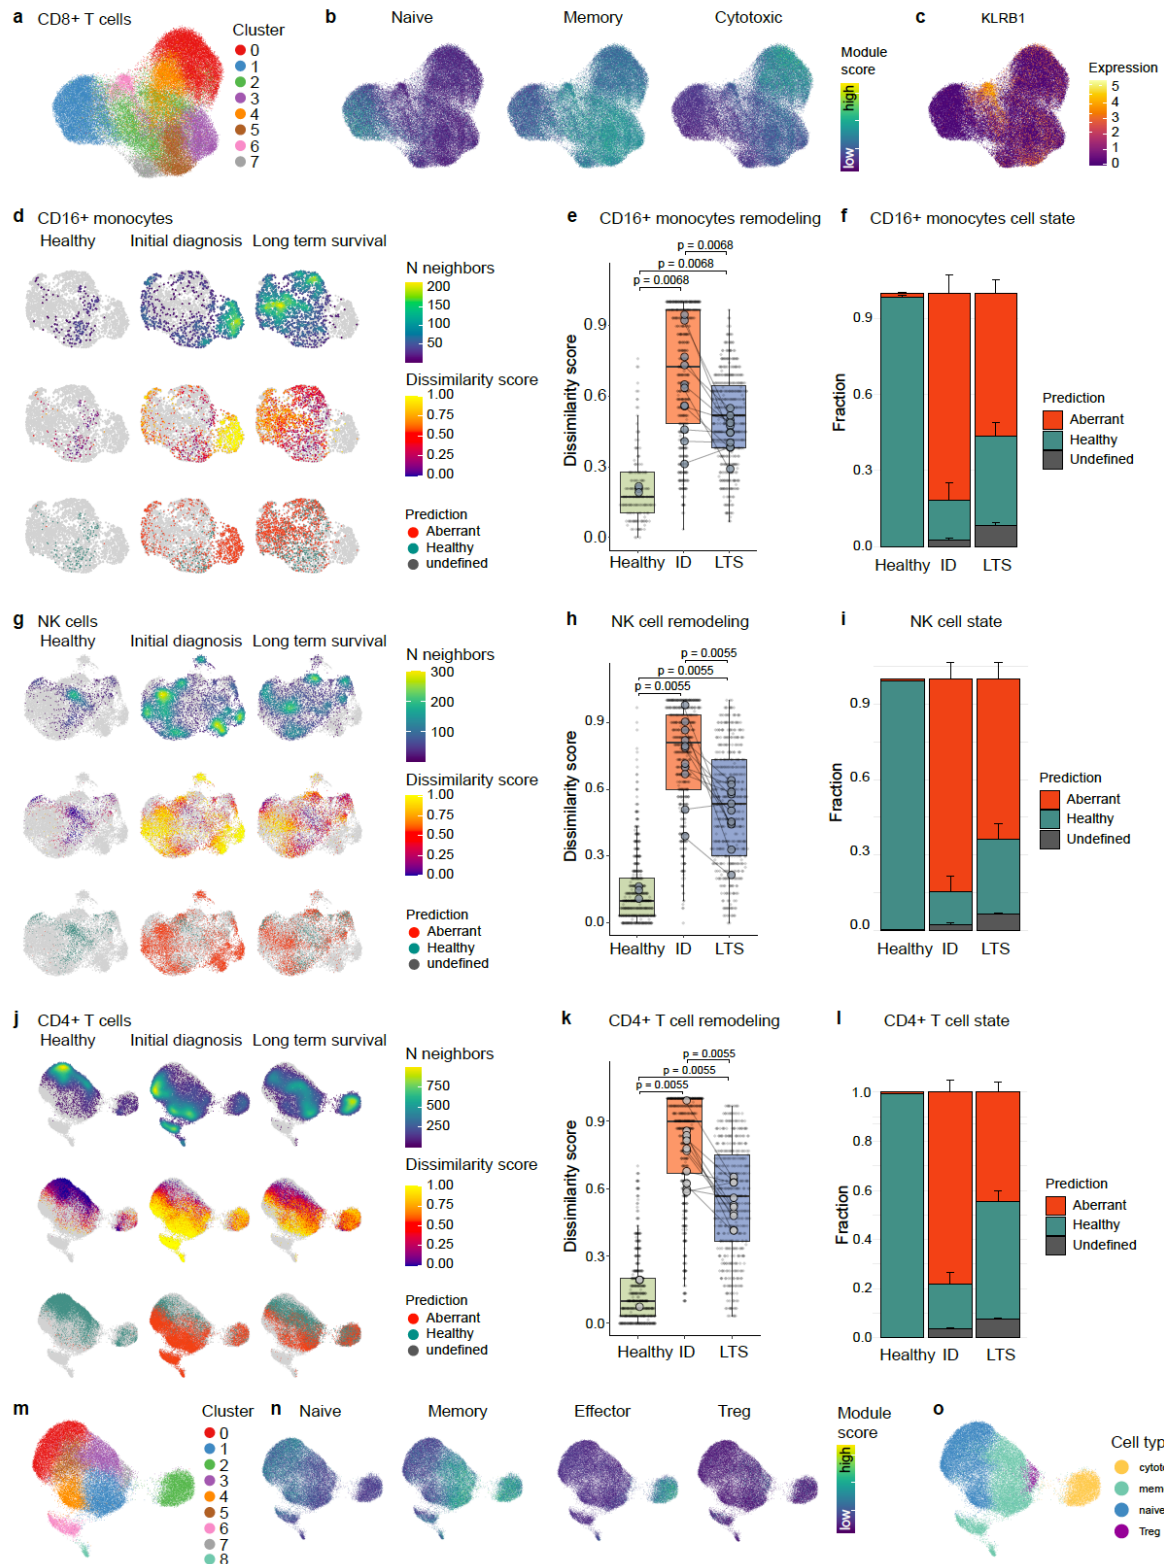 a CD8+ T cells
Cluster
0
1
2
3
4
5
6
7
b
Naive
Memory
Cytotoxic
Module
score
high
low
c
KLRB1
Expression
5
4
3
2
1
0
d CD16+ monocytes
Healthy
Initial diagnosis
Long term survival
N neighbors
200
150
100
50
Dissimilarity score
1.00
0.75
0.50
0.25
0.00
Prediction
Aberrant
Healthy
undefined
e CD16+ monocytes remodeling
p = 0.0068
p = 0.0068
p = 0.0068
Dissimilarity score
0.9
0.6
0.3
0.0
Healthy ID LTS
f CD16+ monocytes cell state
Fraction
0.9
0.6
0.3
0.0
Healthy ID LTS
Prediction
Aberrant
Healthy
Undefined
g NK cells
Healthy
Initial diagnosis
Long term survival
N neighbors
300
200
100
Dissimilarity score
1.00
0.75
0.50
0.25
0.00
Prediction
Aberrant
Healthy
undefined
h NK cell remodeling
p = 0.0055
p = 0.0055
p = 0.0055
Dissimilarity score
0.9
0.6
0.3
0.0
Healthy ID LTS
i NK cell state
Fraction
0.9
0.6
0.3
0.0
Healthy ID LTS
Prediction
Aberrant
Healthy
Undefined
j CD4+ T cells
Healthy
Initial diagnosis
Long term survival
N neighbors
750
500
250
Dissimilarity score
1.00
0.75
0.50
0.25
0.00
Prediction
Aberrant
Healthy
undefined
k CD4+ T cell remodeling
p = 0.0055
p = 0.0055
p = 0.0055
Dissimilarity score
0.9
0.6
0.3
0.0
Healthy ID LTS
l CD4+ T cell state
Fraction
1.0
0.8
0.6
0.4
0.2
0.0
Healthy ID LTS
Prediction
Aberrant
Healthy
Undefined
m
Cluster
0
1
2
3
4
5
6
7
8
n
Naive
Memory
Effector
Treg
Module
score
high
low
o
Cell typ
cytoto
mem
naive
Treg